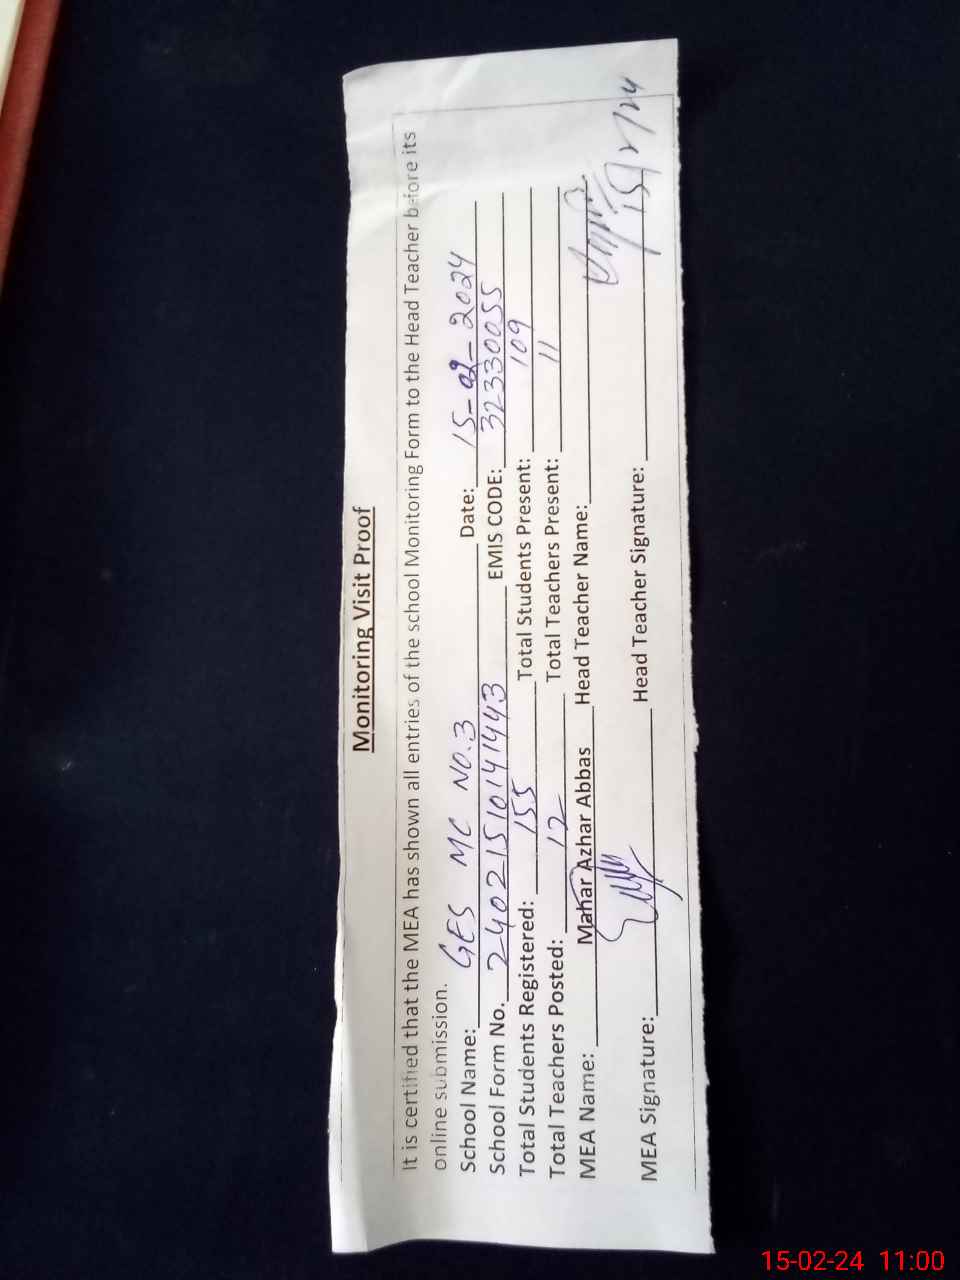 Monitoring Visit Proof
It is certified that the MEA has shown all entries of the school Monitoring Form to the Head Teacher before its
online submission.
School Name: GES MC NO.3 Date: 15-02-2024
School Form No. 24021510141443 EMIS CODE: 32330055
Total Students Registered: 155 Total Students Present: 109
Total Teachers Posted: 12 Total Teachers Present: 11
MEA Name: Mahar Azhar Abbas Head Teacher Name:
MEA Signature: Head Teacher Signature:
15-02-24 11:00